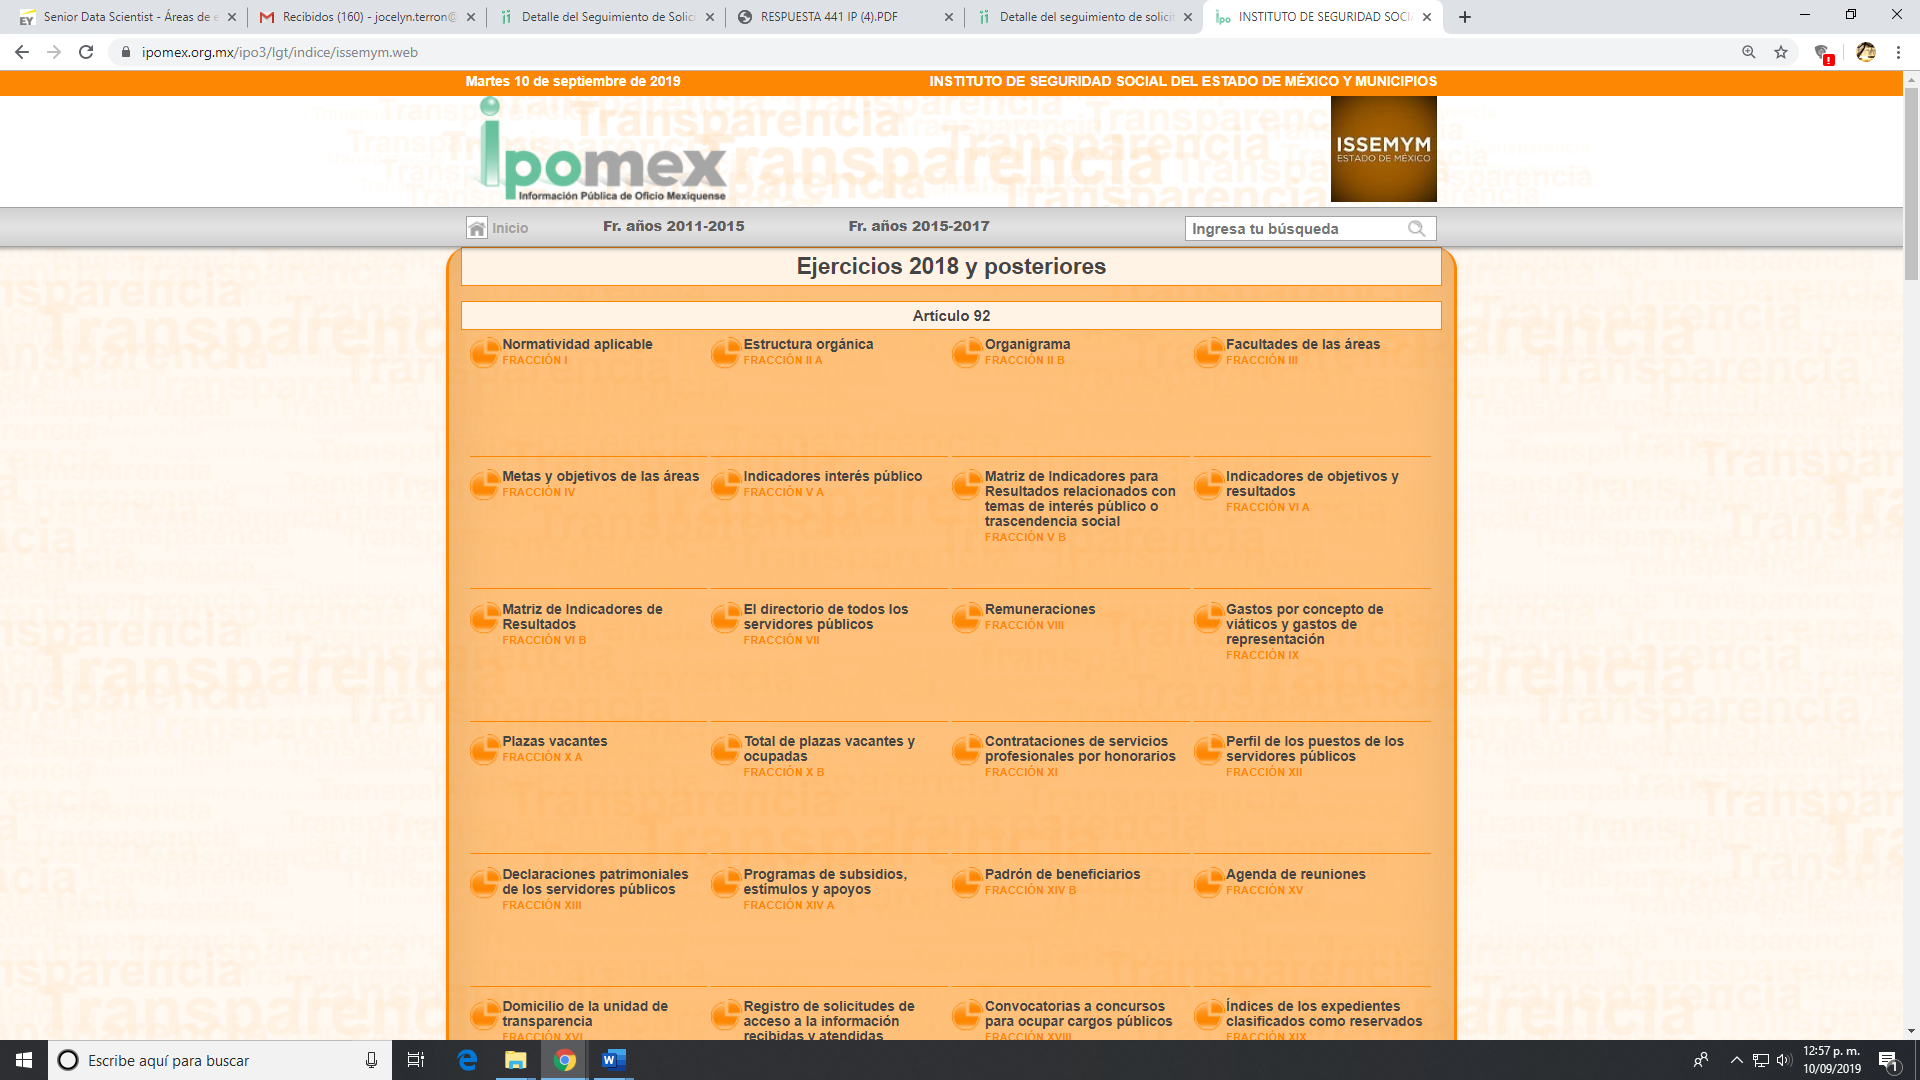 Senior Data Scientist - Áreas de e
Recibidos (160) - jocelyn.terron@
Detalle del Seguimiento de Solici
RESPUESTA 441 IP (4).PDF
Detalle del seguimiento de solicit
INSTITUTO DE SEGURIDAD SOCIA
ipomex.org.mx/ipo3/lgt/indice/issemym.web
Martes 10 de septiembre de 2019
INSTITUTO DE SEGURIDAD SOCIAL DEL ESTADO DE MÉXICO Y MUNICIPIOS
Transparencia
ipomex
Información Pública de Oficio Mexiquense
ISSEMYM
ESTADO DE MÉXICO
Inicio
Fr. años 2011-2015
Fr. años 2015-2017
Ingresa tu búsqueda
Ejercicios 2018 y posteriores
Artículo 92
Normatividad aplicable
FRACCIÓN I
Estructura orgánica
FRACCIÓN II A
Organigrama
FRACCIÓN II B
Facultades de las áreas
FRACCIÓN III
Metas y objetivos de las áreas
FRACCIÓN IV
Indicadores interés público
FRACCIÓN V A
Matriz de Indicadores para
Resultados relacionados con
temas de interés público o
trascendencia social
FRACCIÓN V B
Indicadores de objetivos y
resultados
FRACCIÓN VI A
Matriz de Indicadores de
Resultados
FRACCIÓN VI B
El directorio de todos los
servidores públicos
FRACCIÓN VII
Remuneraciones
FRACCIÓN VIII
Gastos por concepto de
viáticos y gastos de
representación
FRACCIÓN IX
Plazas vacantes
FRACCIÓN X A
Total de plazas vacantes y
ocupadas
FRACCIÓN X B
Contrataciones de servicios
profesionales por honorarios
FRACCIÓN XI
Perfil de los puestos de los
servidores públicos
FRACCIÓN XII
Declaraciones patrimoniales
de los servidores públicos
FRACCIÓN XIII
Programas de subsidios,
estímulos y apoyos
FRACCIÓN XIV A
Padrón de beneficiarios
FRACCIÓN XIV B
Agenda de reuniones
FRACCIÓN XV
Domicilio de la unidad de
transparencia
FRACCIÓN XVI
Registro de solicitudes de
acceso a la información
recibidas y atendidas
Convocatorias a concursos
para ocupar cargos públicos
FRACCIÓN XVIII
Índices de los expedientes
clasificados como reservados
FRACCIÓN XIX
Escribe aquí para buscar
12:57 p. m.
10/09/2019
1